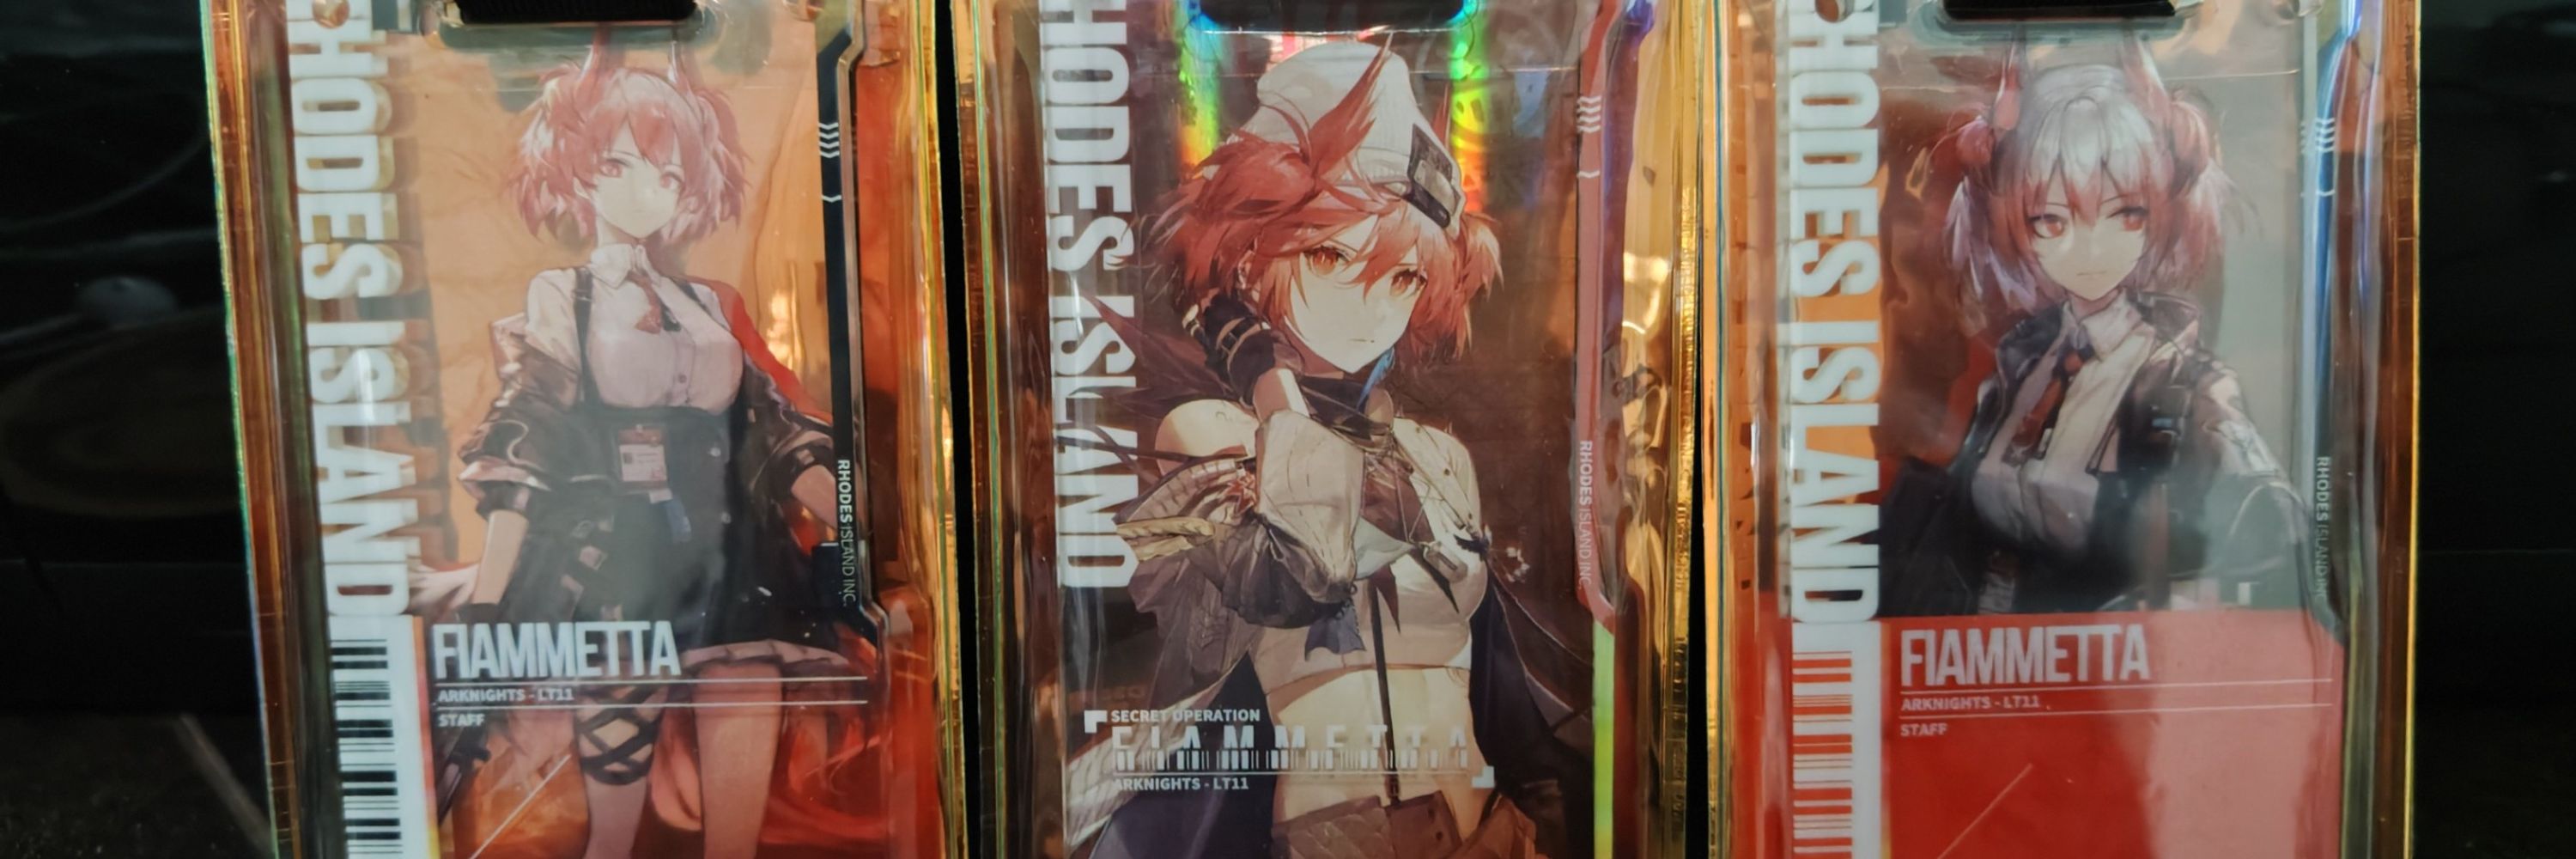 RHODES ISLAND
RHODES ISLAND INC.
FIAMMETTA
ARKNIGHTS - LT11
STAFF
RHODES ISLAND
RHODES ISLAND INC.
SECRET OPERATION
FIAMMETTA
ARKNIGHTS - LT11
RHODES ISLAND
RHODES ISLAND INC.
FIAMMETTA
ARKNIGHTS - LT11
STAFF